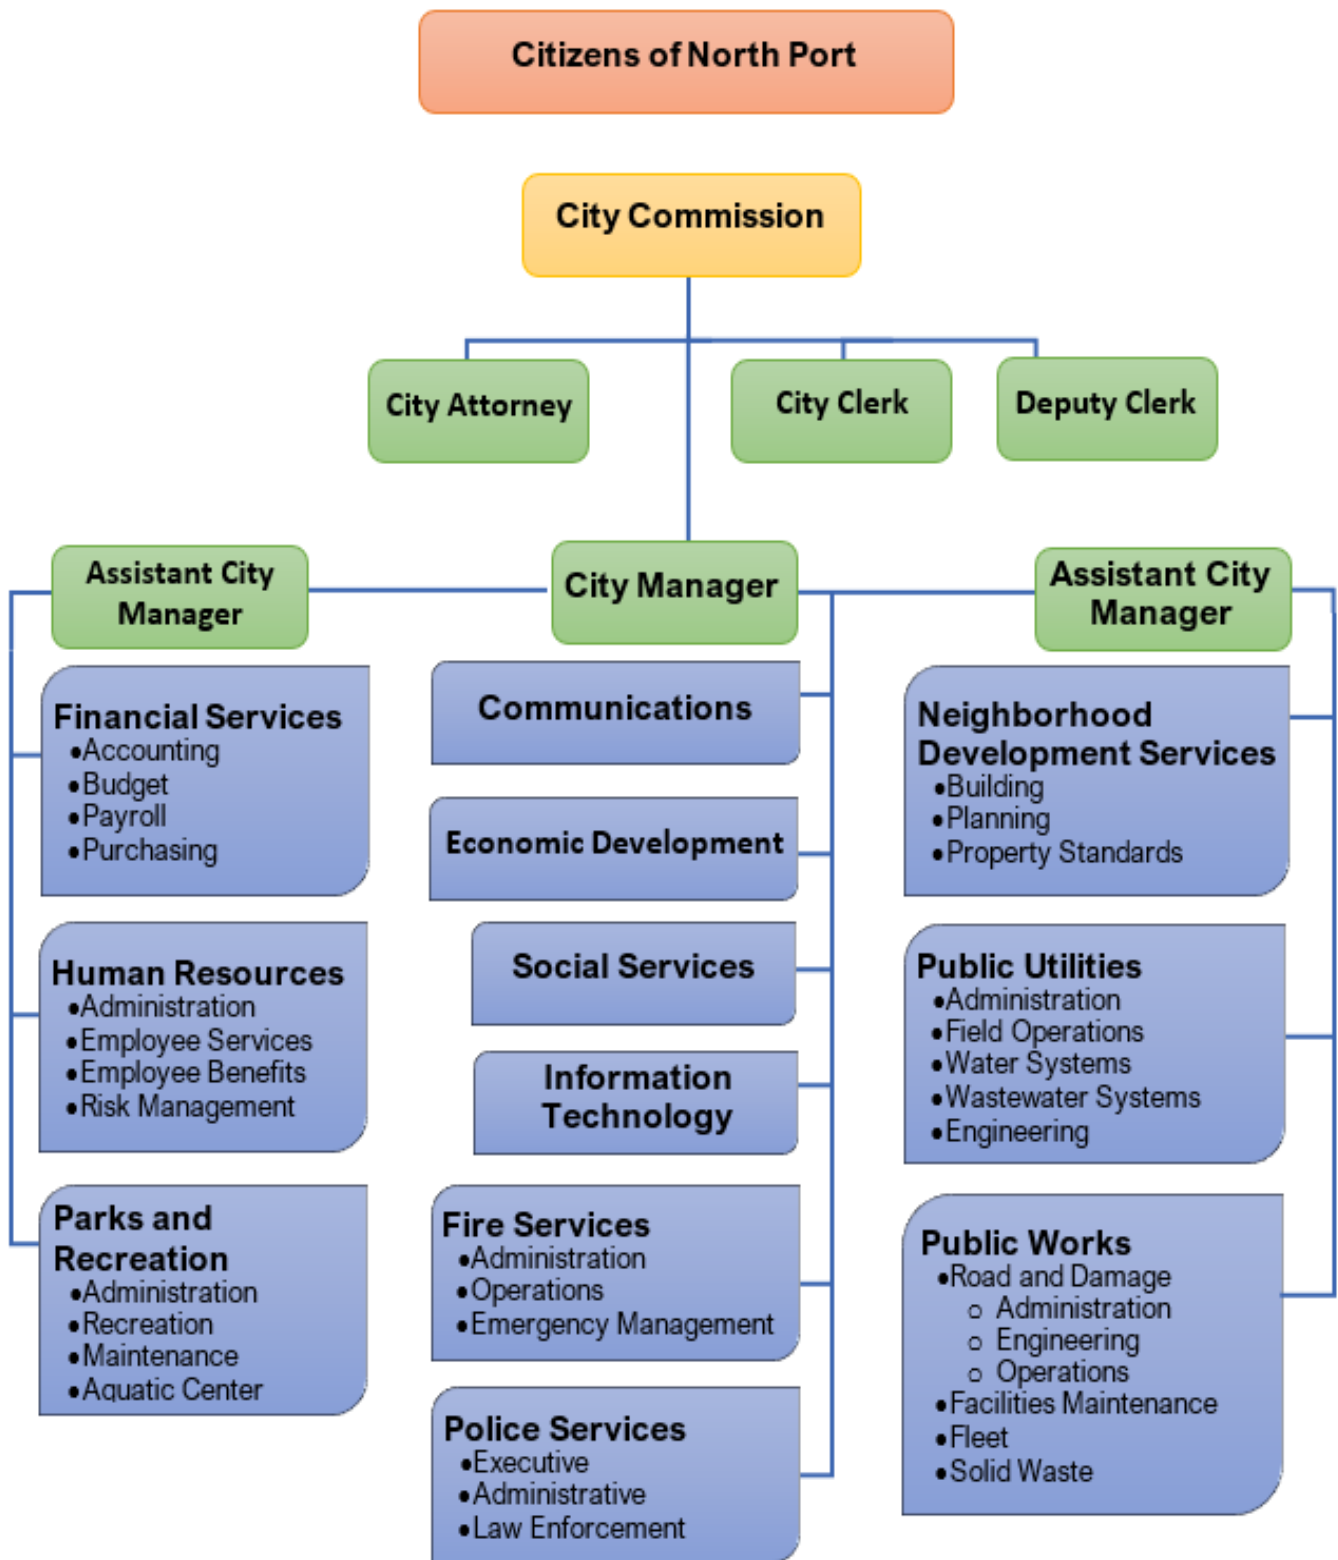 Citizens of North Port
City Commission
City Attorney
City Clerk
Deputy Clerk
Assistant City
Manager
City Manager
Assistant City
Manager
Financial Services
•Accounting
•Budget
•Payroll
•Purchasing
Human Resources
•Administration
•Employee Services
•Employee Benefits
•Risk Management
Parks and
Recreation
•Administration
•Recreation
•Maintenance
•Aquatic Center
Communications
Economic Development
Social Services
Information
Technology
Fire Services
•Administration
•Operations
•Emergency Management
Police Services
•Executive
•Administrative
•Law Enforcement
Neighborhood
Development Services
•Building
•Planning
•Property Standards
Public Utilities
•Administration
•Field Operations
•Water Systems
•Wastewater Systems
•Engineering
Public Works
•Road and Damage
o Administration
o Engineering
o Operations
•Facilities Maintenance
•Fleet
•Solid Waste